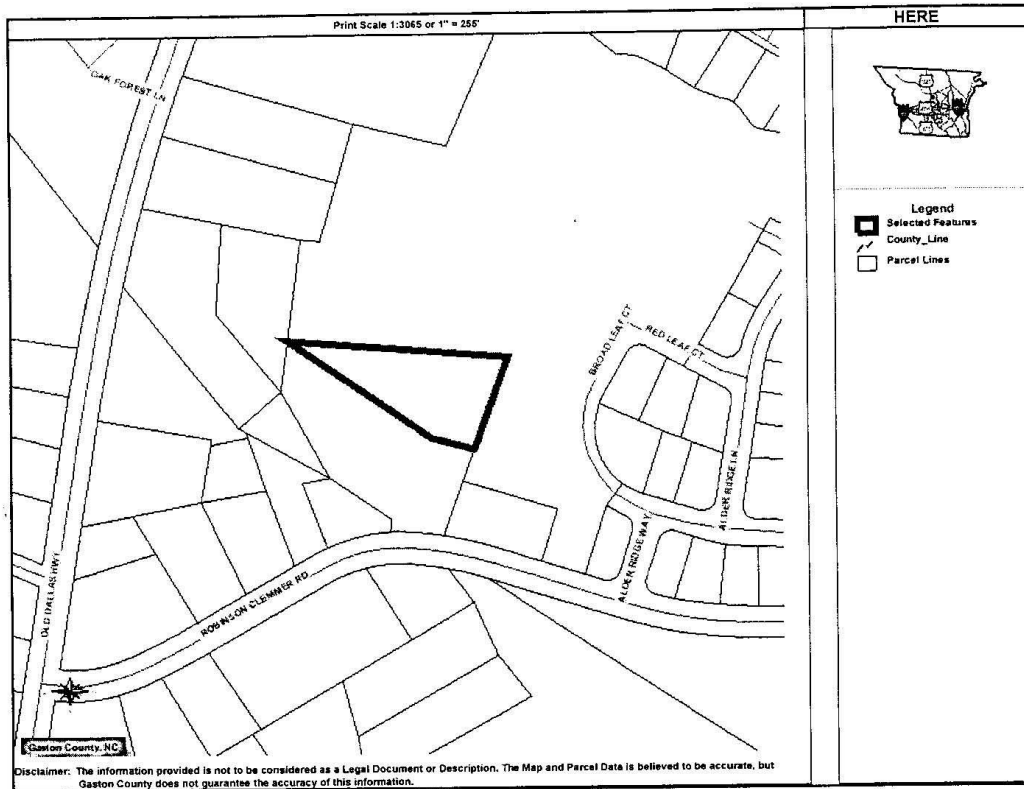 Print Scale 1:3065 or 1" = 255'
HERE
OAK FOREST LN
Legend
Selected Features
County_Line
Parcel Lines
BROAD LEAF CT
RED LEAF CT
ALDER RIDGE LN
ALDER RIDGE WAY
OLD DALLAS HWY
ROBINSON CLEMMER RD
Gaston County, NC
Disclaimer: The information provided is not to be considered as a Legal Document or Description. The Map and Parcel Data is believed to be accurate, but
Gaston County does not guarantee the accuracy of this information.